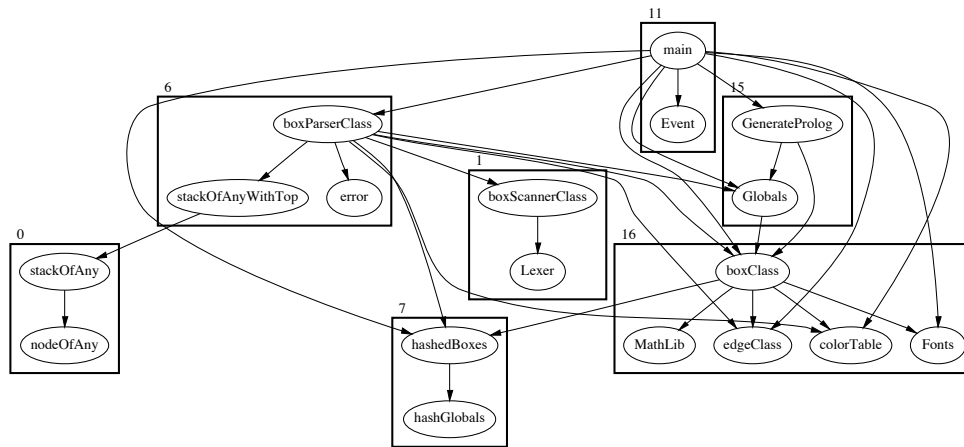 11
main
6
15
boxParserClass
Event
GenerateProlog
1
stackOfAnyWithTop
error
boxScannerClass
Globals
0
16
stackOfAny
Lexer
boxClass
7
nodeOfAny
hashedBoxes
MathLib
edgeClass
colorTable
Fonts
hashGlobals